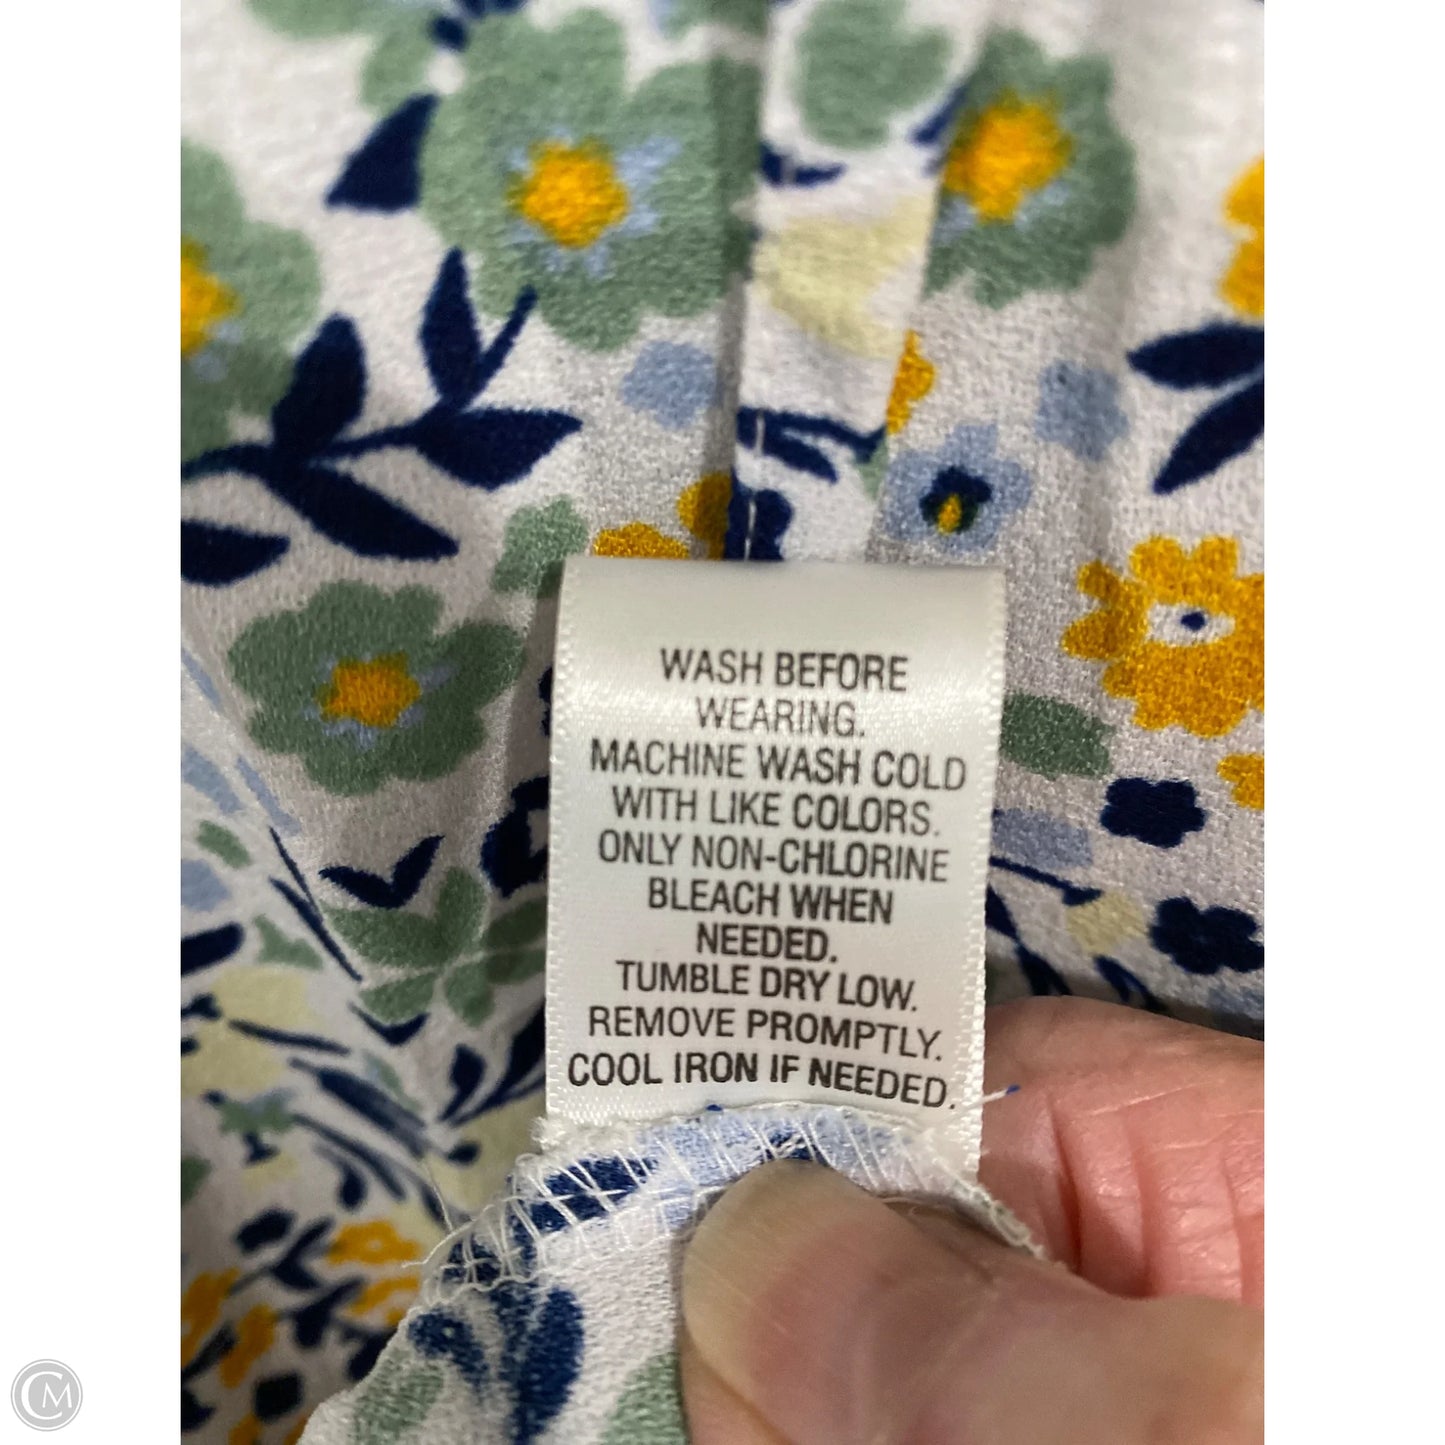 WASH BEFORE
WEARING.
MACHINE WASH COLD
WITH LIKE COLORS.
ONLY NON-CHLORINE
BLEACH WHEN
NEEDED.
TUMBLE DRY LOW.
REMOVE PROMPTLY.
COOL IRON IF NEEDED.
CM